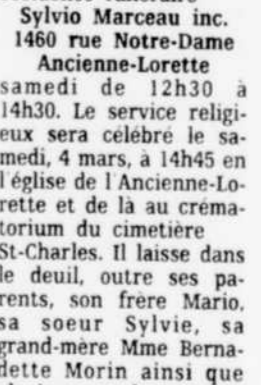 Sylvio Marceau inc.
1460 rue Notre-Dame
Ancienne-Lorette
samedi de 12h30 à
14h30. Le service religi-
eux sera célébré le sa-
medi, 4 mars, à 14h45 en
l'église de l'Ancienne-Lo-
rette et de là au créma-
torium du cimetière
St-Charles. Il laisse dans
le deuil, outre ses pa-
rents, son frère Mario,
sa soeur Sylvie, sa
grand-mère Mme Berna-
dette Morin ainsi que